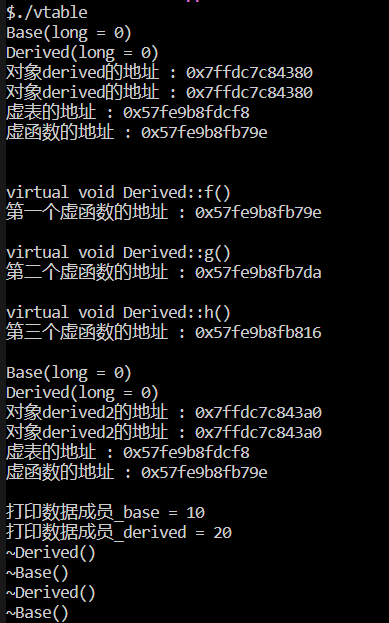 $./vtable
Base(long = 0)
Derived(long = 0)
对象derived的地址 : 0x7ffdc7c84380
对象derived的地址 : 0x7ffdc7c84380
虚表的地址 : 0x57fe9b8fdcf8
虚函数的地址 : 0x57fe9b8fb79e
virtual void Derived::f()
第一个虚函数的地址 : 0x57fe9b8fb79e
virtual void Derived::g()
第二个虚函数的地址 : 0x57fe9b8fb7da
virtual void Derived::h()
第三个虚函数的地址 : 0x57fe9b8fb816
Base(long = 0)
Derived(long = 0)
对象derived2的地址 : 0x7ffdc7c843a0
对象derived2的地址 : 0x7ffdc7c843a0
虚表的地址 : 0x57fe9b8fdcf8
虚函数的地址 : 0x57fe9b8fb79e
打印数据成员_base = 10
打印数据成员_derived = 20
~Derived()
~Base()
~Derived()
~Base()